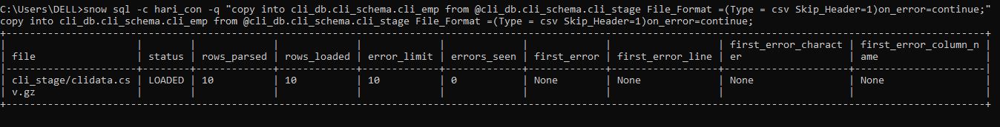 C:\Users\DELL>snow sql -c hari_con -q "copy into cli_db.cli_schema.cli_emp from @cli_db.cli_schema.cli_stage File_Format =(Type = csv Skip_Header=1)on_error=continue;"
copy into cli_db.cli_schema.cli_emp from @cli_db.cli_schema.cli_stage File_Format =(Type = csv Skip_Header=1)on_error=continue;
first_error_charact first_error_column_n
file status rows_parsed rows_loaded error_limit errors_seen first_error first_error_line er ame
cli_stage/clidata.cs LOADED 10 10 10 0 None None None None
v.gz